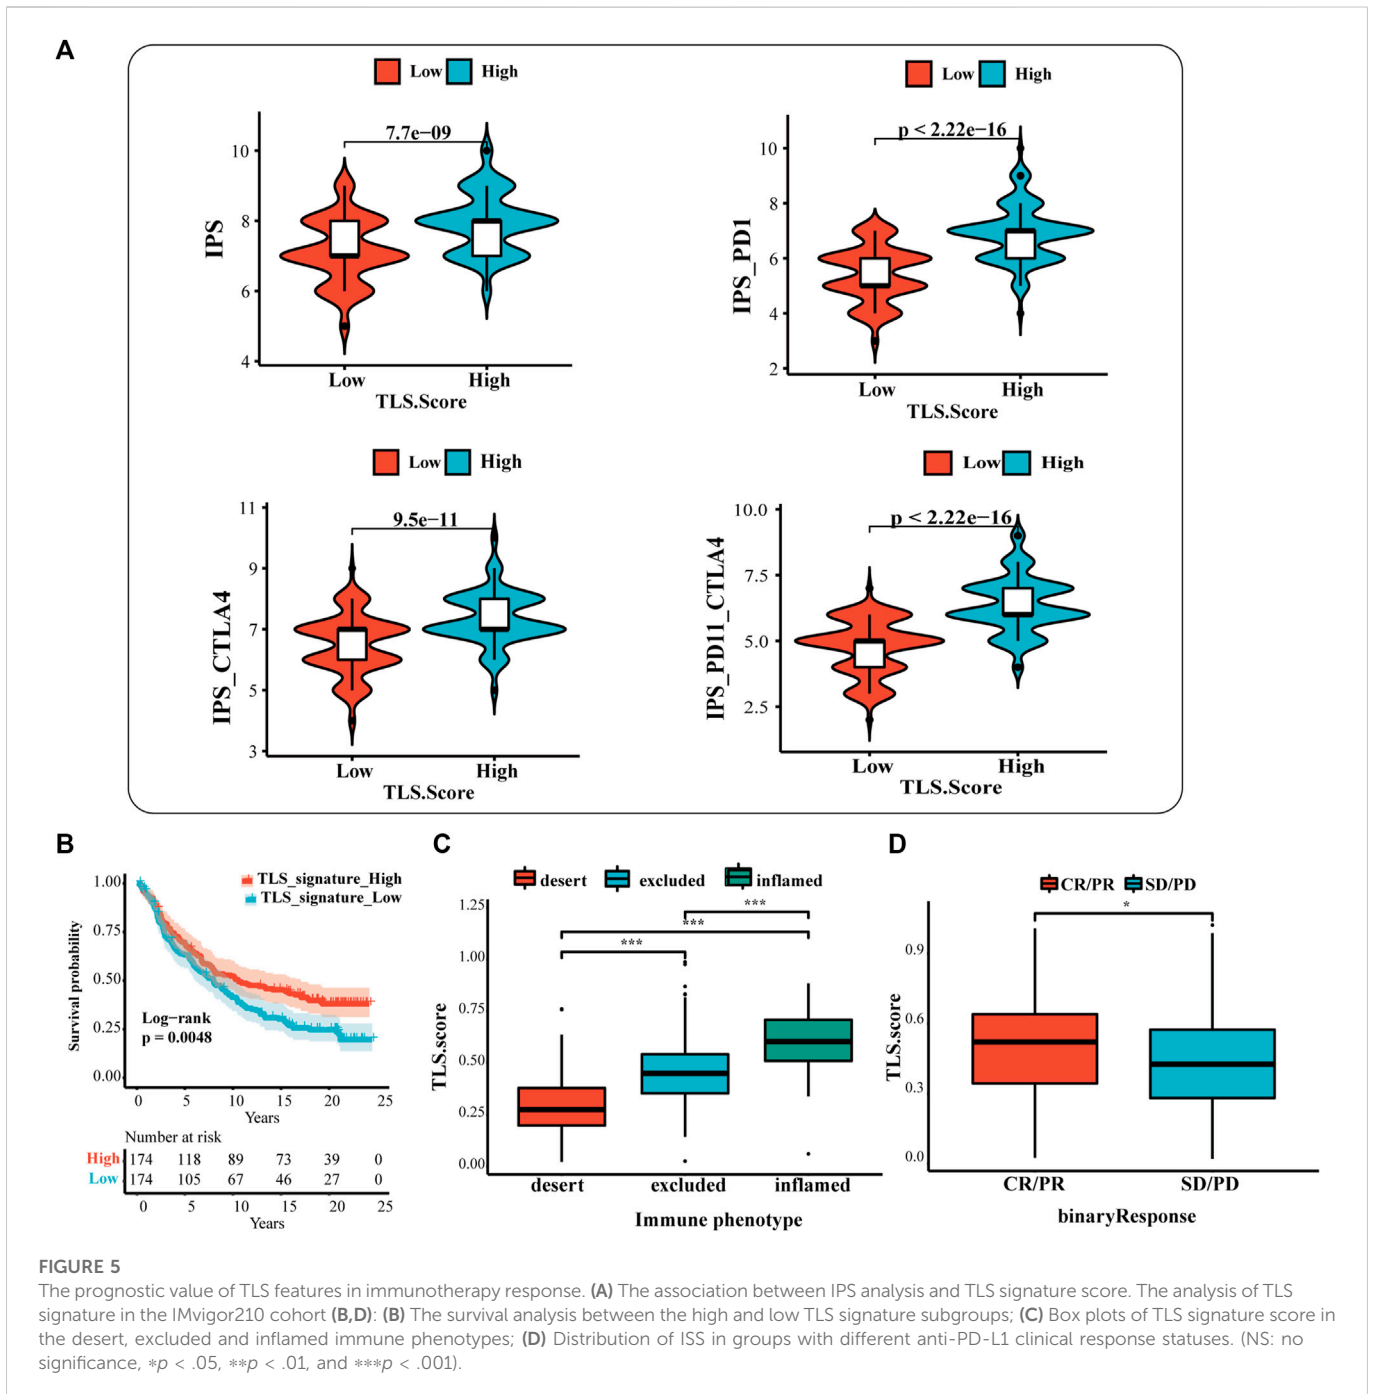 A
Low High
7.7e−09
10
8
6
4
IPS
Low High
TLS.Score
Low High
p < 2.22e−16
10
8
6
4
2
IPS_PD1
Low High
TLS.Score
Low High
9.5e−11
11
9
7
5
3
IPS_CTLA4
Low High
TLS.Score
Low High
p < 2.22e−16
10.0
7.5
5.0
2.5
IPS_PD11_CTLA4
Low High
TLS.Score
B
TLS_signature_High
TLS_signature_Low
1.00
0.75
0.50
0.25
0.00
Survival probability
Log−rank
p = 0.0048
0 5 10 15 20 25
Years
Number at risk
High 174 118 89 73 39 0
Low 174 105 67 46 27 0
0 5 10 15 20 25
Years
C
desert excluded inflamed
1.25
1.00
0.75
0.50
0.25
0.00
TLS.score
***
***
***
desert excluded inflamed
Immune phenotype
D
CR/PR SD/PD
*
0.9
0.6
0.3
0.0
TLS.score
CR/PR SD/PD
binaryResponse
FIGURE 5
The prognostic value of TLS features in immunotherapy response. (A) The association between IPS analysis and TLS signature score. The analysis of TLS
signature in the IMvigor210 cohort (B,D): (B) The survival analysis between the high and low TLS signature subgroups; (C) Box plots of TLS signature score in
the desert, excluded and inflamed immune phenotypes; (D) Distribution of ISS in groups with different anti-PD-L1 clinical response statuses. (NS: no
significance, ∗p < .05, ∗∗p < .01, and ∗∗∗p < .001).